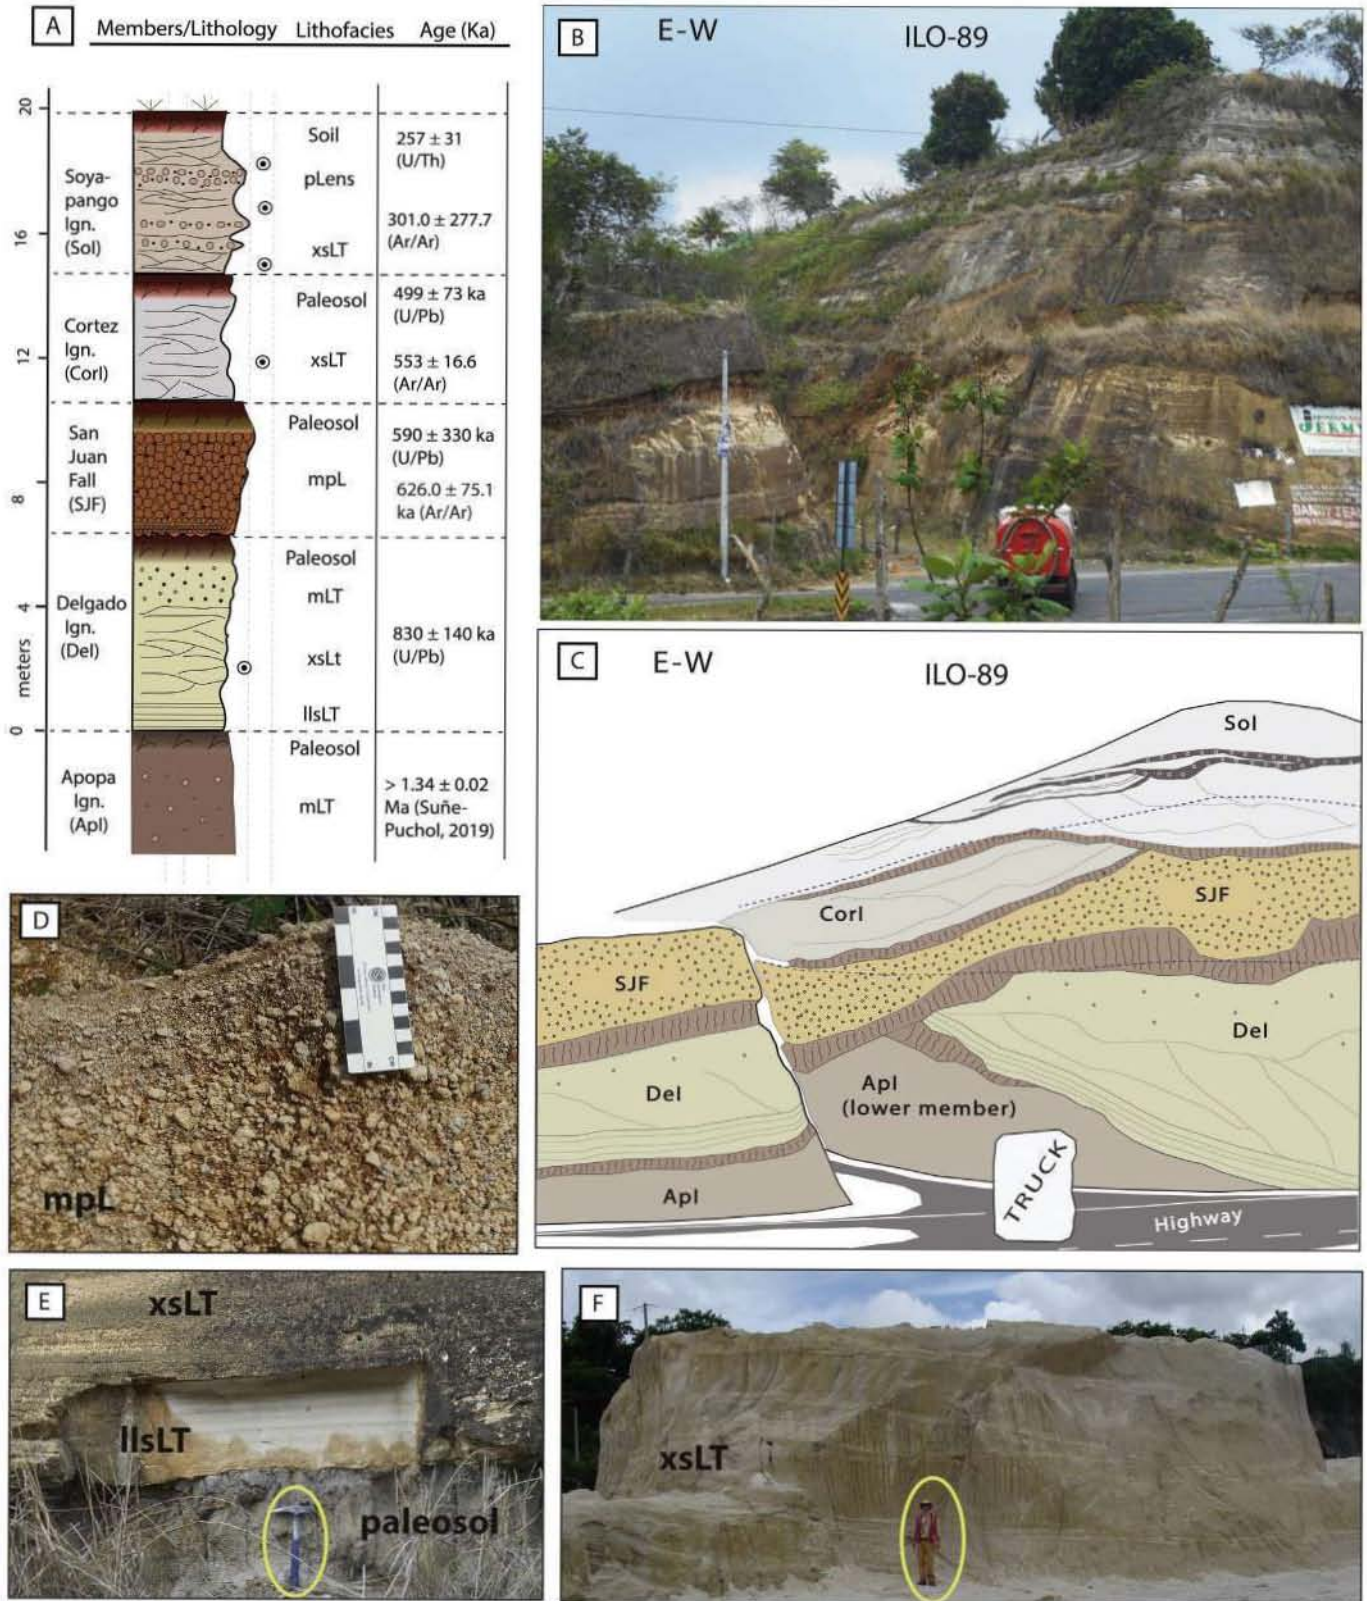 A
Members/Lithology Lithofacies Age (Ka)
20
16
12
8
4
0
meters
Soya-
pango
Ign.
(Sol)
Soil
pLens
xsLT
257 ± 31
(U/Th)
301.0 ± 277.7
(Ar/Ar)
Cortez
Ign.
(Corl)
Paleosol
xsLT
499 ± 73 ka
(U/Pb)
553 ± 16.6
(Ar/Ar)
San
Juan
Fall
(SJF)
Paleosol
mpL
590 ± 330 ka
(U/Pb)
626.0 ± 75.1
ka (Ar/Ar)
Delgado
Ign.
(Del)
Paleosol
mLT
xsLt
llsLT
830 ± 140 ka
(U/Pb)
Apopa
Ign.
(Apl)
Paleosol
mLT
> 1.34 ± 0.02
Ma (Suñe-
Puchol, 2019)
B
E-W
ILO-89
C
E-W
ILO-89
Sol
Corl
SJF
SJF
Del
Del
Apl
(lower member)
Apl
TRUCK
Highway
D
mpL
E
xsLT
llsLT
paleosol
F
xsLT